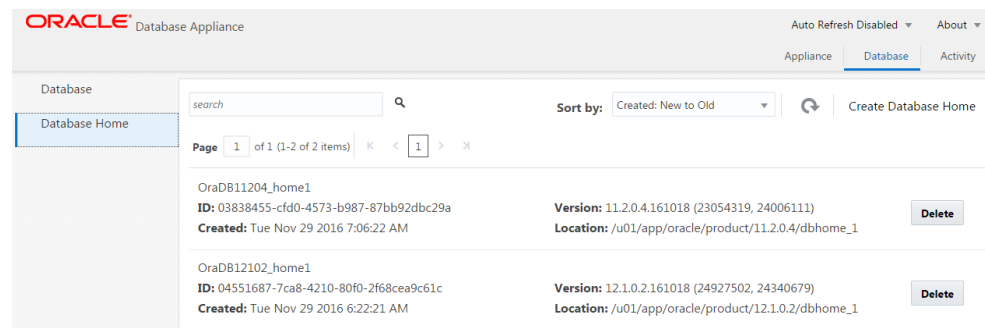 ORACLE® Database Appliance
Auto Refresh Disabled About
Appliance Database Activity
Database
Database Home
search
Sort by: Created: New to Old
Create Database Home
Page 1 of 1 (1-2 of 2 items) 1
OraDB11204_home1
ID: 03838455-cfd0-4573-b987-87bb92dbc29a
Version: 11.2.0.4.161018 (23054319, 24006111)
Delete
Created: Tue Nov 29 2016 7:06:22 AM
Location: /u01/app/oracle/product/11.2.0.4/dbhome_1
OraDB12102_home1
ID: 04551687-7ca8-4210-80f0-2f68cea9c61c
Version: 12.1.0.2.161018 (24927502, 24340679)
Delete
Created: Tue Nov 29 2016 6:22:21 AM
Location: /u01/app/oracle/product/12.1.0.2/dbhome_1